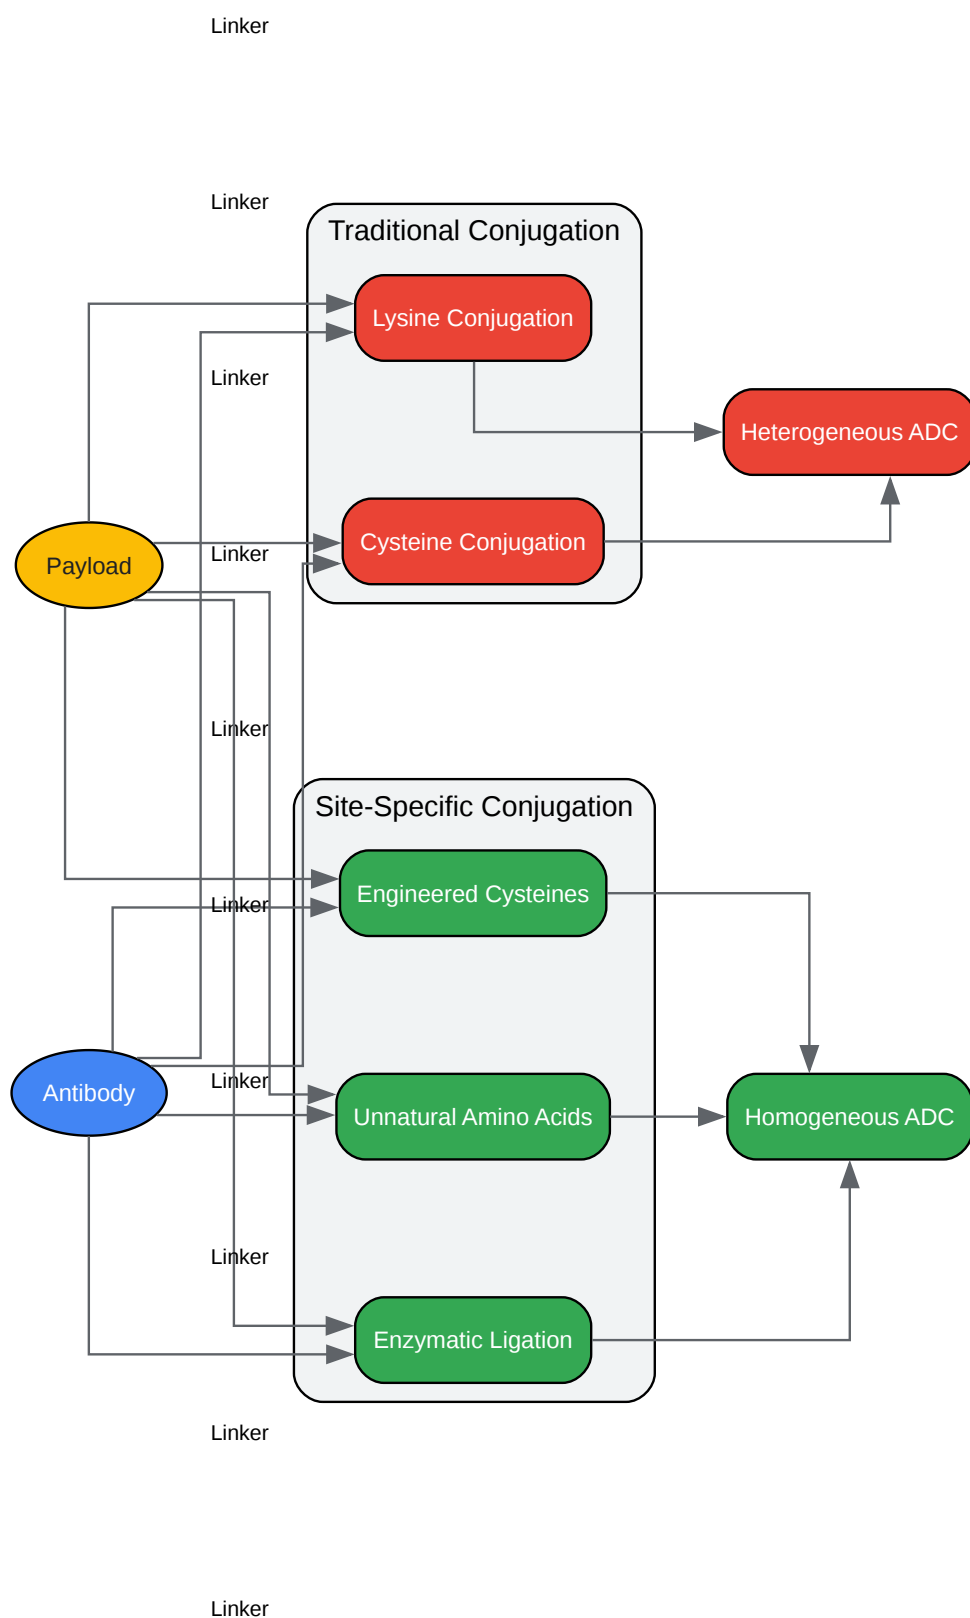 Linker
Linker
Traditional Conjugation
Lysine Conjugation
Linker
Heterogeneous ADC
Cysteine Conjugation
Linker
Payload
Linker
Site-Specific Conjugation
Engineered Cysteines
Linker
Linker
Antibody
Unnatural Amino Acids
Homogeneous ADC
Linker
Enzymatic Ligation
Linker
Linker